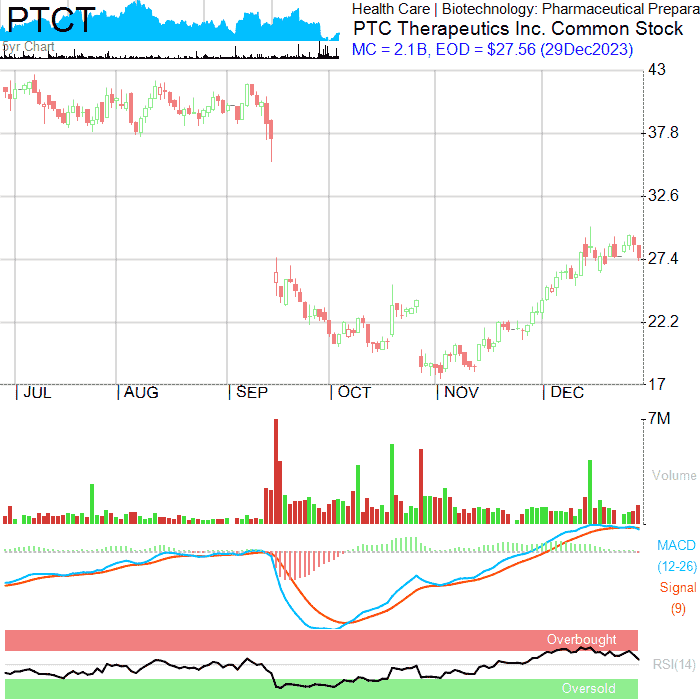 PTCT
5yr Chart
Health Care | Biotechnology: Pharmaceutical Prepara
PTC Therapeutics Inc. Common Stock
MC = 2.1B, EOD = $27.56 (29Dec2023)
43
37.8
32.6
27.4
22.2
17
JUL AUG SEP OCT NOV DEC
7M
Volume
MACD
(12-26)
Signal
(9)
Overbought
RSI(14)
Oversold